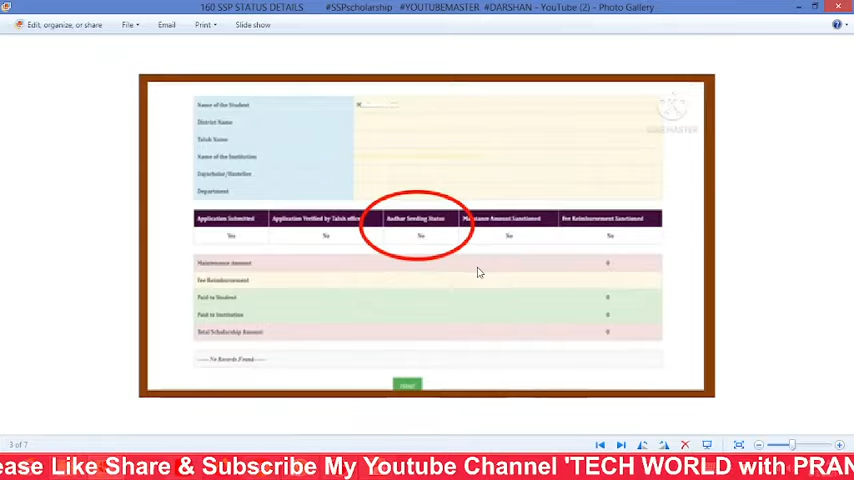 160 SSP STATUS DETAILS #SSPscholarship #YOUTUBEMASTER #DARSHAN - YouTube (2) - Photo Gallery
Edit, organize, or share File Email Print Slide show
Name of the Student
District Name
Taluk Name
Name of the Institution
Dayscholar/Hosteller
Department
Application Submitted Application Verified by Taluk office Aadhar Seeding Status Maintance Amount Sanctioned Fee Reimbursement Sanctioned
Yes No No No No
Maintenance Amount 0
Fee Reimbursement
Paid to Student 0
Paid to Institution 0
Total Scholarship Amount 0
----- No Records Found-----
PRINT
3 of 7
ease Like Share & Subscribe My Youtube Channel 'TECH WORLD with PRAN